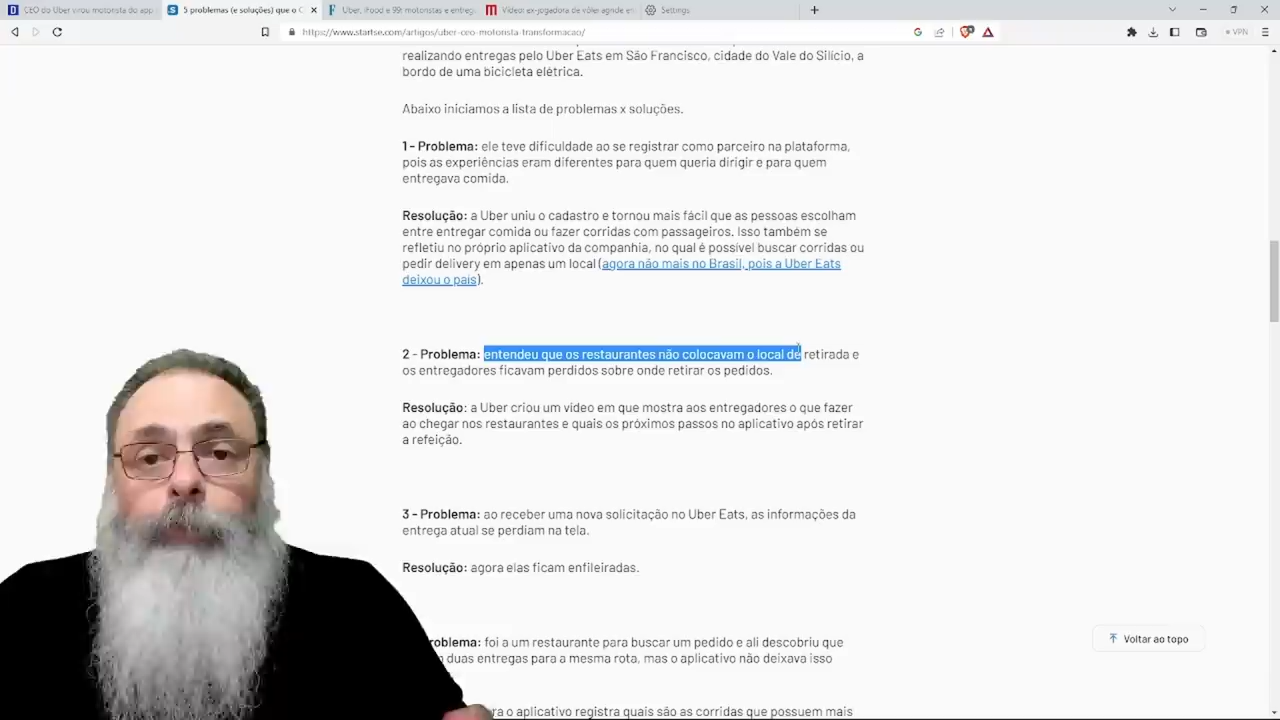 CEO do Uber virou motorista do app
5 problemas (e soluções) que o C
Uber, iFood e 99: motoristas e entreg
Vídeo: ex-jogadora de vôlei agride en
Settings
https://www.startse.com/artigos/uber-ceo-motorista-transformacao/
VPN
realizando entregas pelo Uber Eats em São Francisco, cidade do Vale do Silício, a
bordo de uma bicicleta elétrica.
Abaixo iniciamos a lista de problemas x soluções.
1 - Problema: ele teve dificuldade ao se registrar como parceiro na plataforma,
pois as experiências eram diferentes para quem queria dirigir e para quem
entregava comida.
Resolução: a Uber uniu o cadastro e tornou mais fácil que as pessoas escolham
entre entregar comida ou fazer corridas com passageiros. Isso também se
refletiu no próprio aplicativo da companhia, no qual é possível buscar corridas ou
pedir delivery em apenas um local (agora não mais no Brasil, pois a Uber Eats
deixou o país).
2 - Problema: entendeu que os restaurantes não colocavam o local de retirada e
os entregadores ficavam perdidos sobre onde retirar os pedidos.
Resolução: a Uber criou um vídeo em que mostra aos entregadores o que fazer
ao chegar nos restaurantes e quais os próximos passos no aplicativo após retirar
a refeição.
3 - Problema: ao receber uma nova solicitação no Uber Eats, as informações da
entrega atual se perdiam na tela.
Resolução: agora elas ficam enfileiradas.
oblema: foi a um restaurante para buscar um pedido e ali descobriu que
duas entregas para a mesma rota, mas o aplicativo não deixava isso
Voltar ao topo
o aplicativo registra quais são as corridas que possuem mais